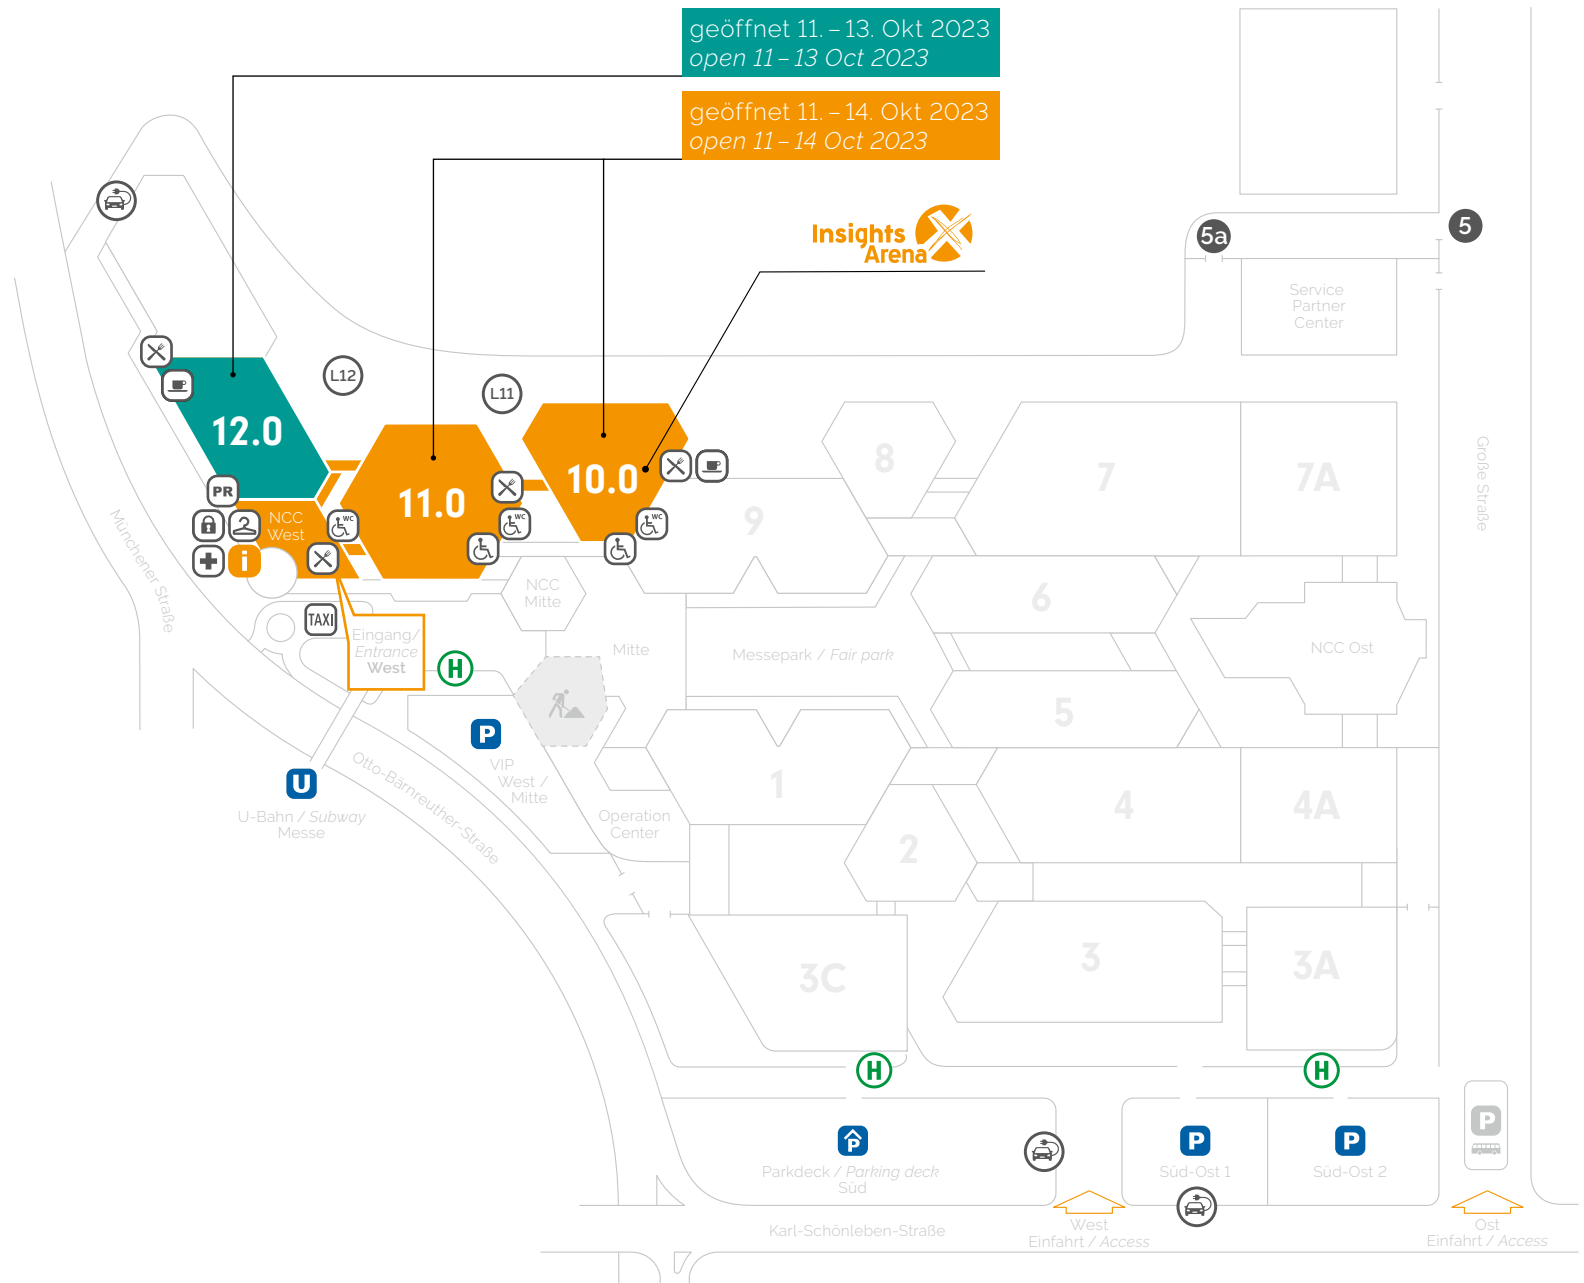 geöffnet 11. – 13. Okt 2023
open 11 – 13 Oct 2023
geöffnet 11. – 14. Okt 2023
open 11 – 14 Oct 2023
Insights
Arena
5a
5
Service
Partner
Center
L12
L11
12.0
11.0
10.0
8
7
7A
9
PR
NCC
West
WC
WC
WC
i
Münchener Straße
Große Straße
NCC
Mitte
6
TAXI
Eingang/
Entrance
West
H
Mitte
Messepark / Fair park
NCC Ost
5
P
VIP
West /
Mitte
U
U-Bahn / Subway
Messe
Otto-Bärnreuther-Straße
Operation
Center
1
2
4
4A
3C
3
3A
H
H
P
Parkdeck / Parking deck
Süd
P
Süd-Ost 1
P
Süd-Ost 2
P
Karl-Schönleben-Straße
West
Einfahrt / Access
Ost
Einfahrt / Access